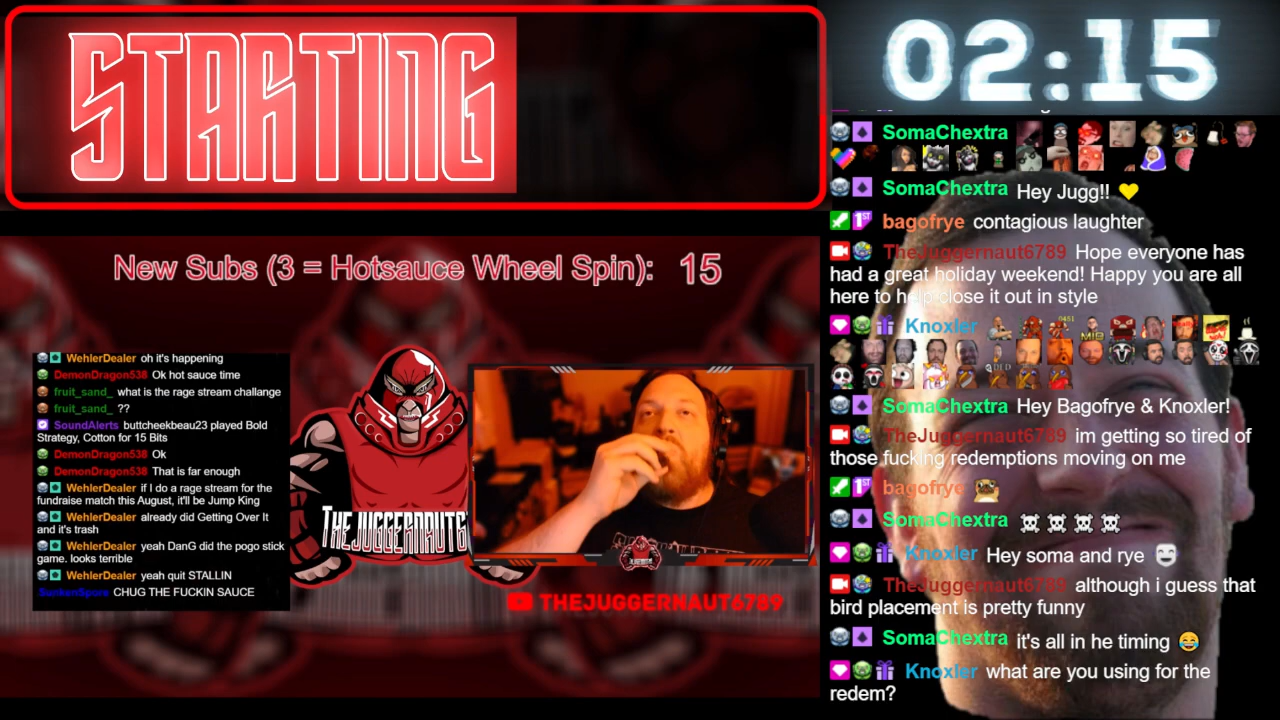 STARTING
02:15
New Subs (3 = Hotsauce Wheel Spin): 15
WehlerDealer oh it's happening
DemonDragon538 Ok hot sauce time
fruit_sand_ what is the rage stream challange
fruit_sand_ ??
SoundAlerts buttcheekbeau23 played Bold
Strategy, Cotton for 15 Bits
DemonDragon538 Ok
DemonDragon538 That is far enough
WehlerDealer if I do a rage stream for the
fundraise match this August, it'll be Jump King
WehlerDealer already did Getting Over It
and it's trash
WehlerDealer yeah DanG did the pogo stick
game. looks terrible
WehlerDealer yeah quit STALLIN
SunkenSpore CHUG THE FUCKIN SAUCE
THEJUGGERNAUT67
THEJUGGERNAUT6789
SomaChextra
SomaChextra Hey Jugg!!
1ST bagofrye contagious laughter
TheJuggernaut6789 Hope everyone has
had a great holiday weekend! Happy you are all
here to help close it out in style
Knoxler
SomaChextra Hey Bagofrye & Knoxler!
TheJuggernaut6789 im getting so tired of
those fucking redemptions moving on me
1ST bagofrye
SomaChextra
Knoxler Hey soma and rye
TheJuggernaut6789 although i guess that
bird placement is pretty funny
SomaChextra it's all in he timing
Knoxler what are you using for the
redem?